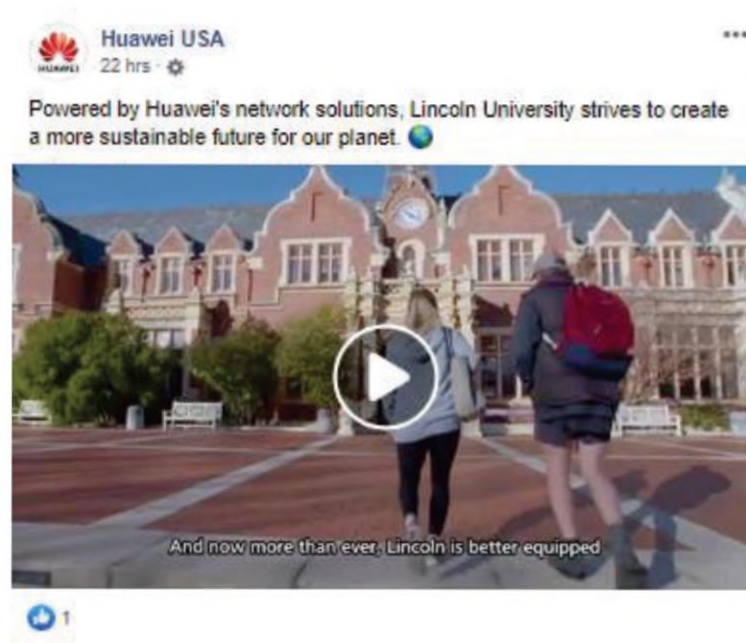 Huawei USA
HUAWEI
22 hrs ·
Powered by Huawei's network solutions, Lincoln University strives to create
a more sustainable future for our planet.
And now more than ever, Lincoln is better equipped
1